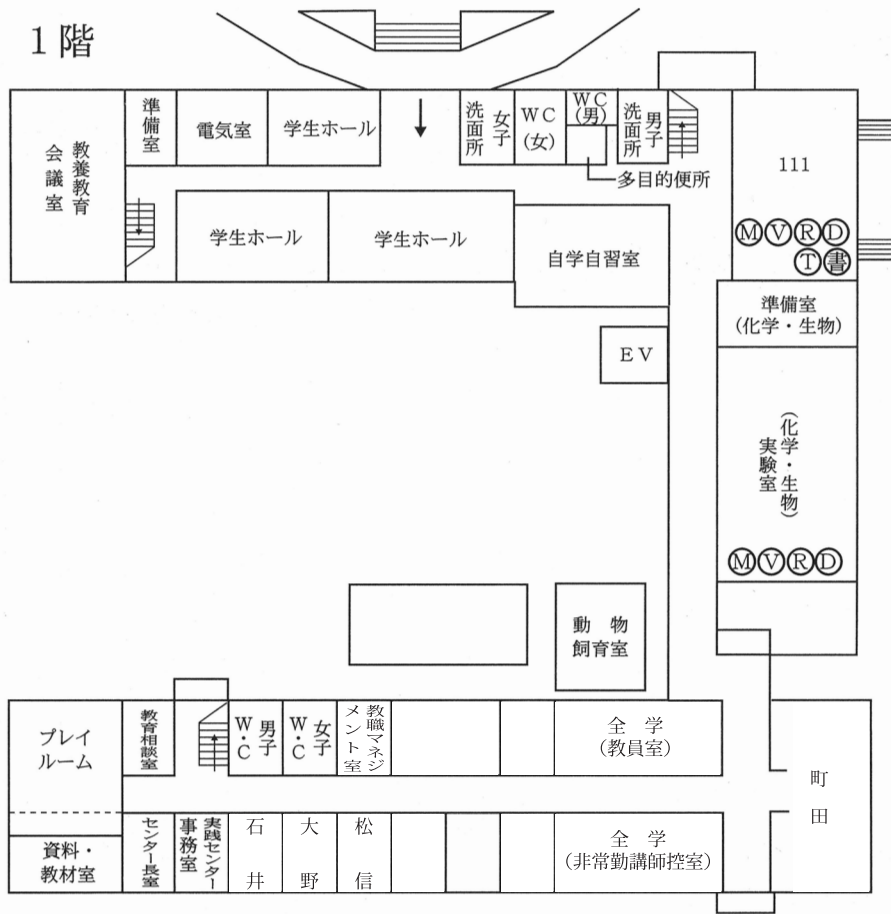 1階
教養教育
会議室
準備室
電気室
学生ホール
女子
洗面所
WC
(女)
WC
(男)
男子
洗面所
多目的便所
111
ⓂⓋⓇⒹ
Ⓣ書
学生ホール
学生ホール
自学自習室
準備室
(化学・生物)
EV
(化学・生物)
実験室
ⓂⓋⓇⒹ
動物
飼育室
プレイ
ルーム
教育相談室
男子
W・C
女子
W・C
教職マネジ
メント室
全学
(教員室)
町田
資料・
教材室
センター長室
実践センター
事務室
石井
大野
松信
全学
(非常勤講師控室)